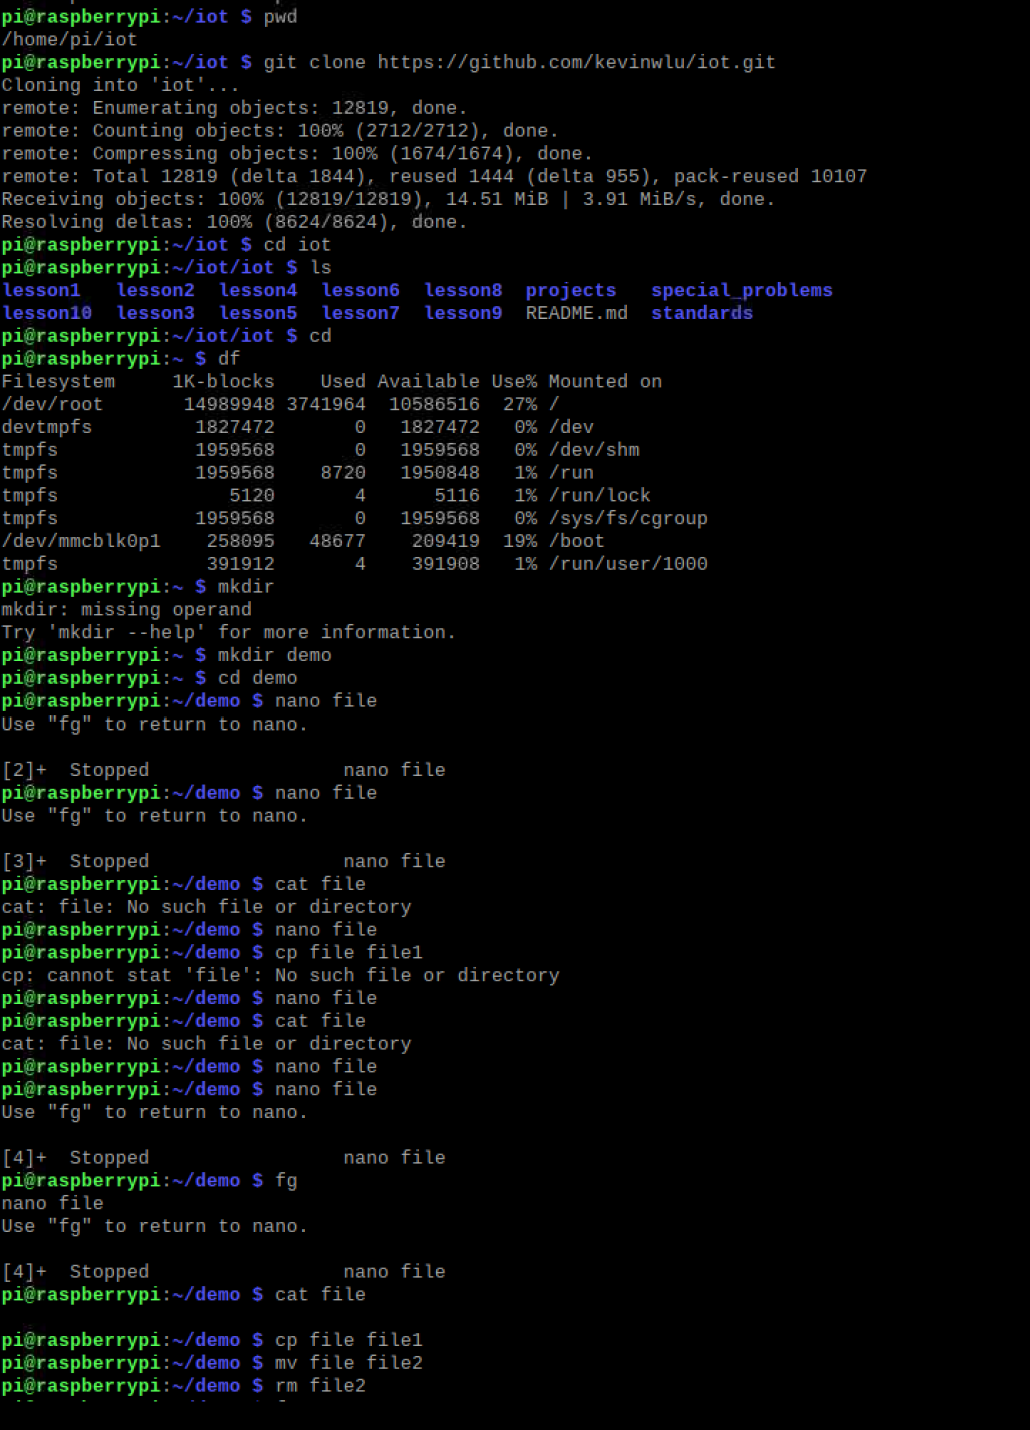 pi@raspberrypi:~/iot $ pwd
/home/pi/iot
pi@raspberrypi:~/iot $ git clone https://github.com/kevinwlu/iot.git
Cloning into 'iot'...
remote: Enumerating objects: 12819, done.
remote: Counting objects: 100% (2712/2712), done.
remote: Compressing objects: 100% (1674/1674), done.
remote: Total 12819 (delta 1844), reused 1444 (delta 955), pack-reused 10107
Receiving objects: 100% (12819/12819), 14.51 MiB | 3.91 MiB/s, done.
Resolving deltas: 100% (8624/8624), done.
pi@raspberrypi:~/iot $ cd iot
pi@raspberrypi:~/iot/iot $ ls
lesson1   lesson2  lesson4  lesson6  lesson8  projects   special_problems
lesson10  lesson3  lesson5  lesson7  lesson9  README.md  standards
pi@raspberrypi:~/iot/iot $ cd
pi@raspberrypi:~ $ df
Filesystem     1K-blocks    Used Available Use% Mounted on
/dev/root       14989948 3741964  10586516  27% /
devtmpfs         1827472       0   1827472   0% /dev
tmpfs            1959568       0   1959568   0% /dev/shm
tmpfs            1959568    8720   1950848   1% /run
tmpfs               5120       4      5116   1% /run/lock
tmpfs            1959568       0   1959568   0% /sys/fs/cgroup
/dev/mmcblk0p1    258095   48677    209419  19% /boot
tmpfs             391912       4    391908   1% /run/user/1000
pi@raspberrypi:~ $ mkdir
mkdir: missing operand
Try 'mkdir --help' for more information.
pi@raspberrypi:~ $ mkdir demo
pi@raspberrypi:~ $ cd demo
pi@raspberrypi:~/demo $ nano file
Use "fg" to return to nano.

[2]+  Stopped                 nano file
pi@raspberrypi:~/demo $ nano file
Use "fg" to return to nano.

[3]+  Stopped                 nano file
pi@raspberrypi:~/demo $ cat file
cat: file: No such file or directory
pi@raspberrypi:~/demo $ nano file
pi@raspberrypi:~/demo $ cp file file1
cp: cannot stat 'file': No such file or directory
pi@raspberrypi:~/demo $ nano file
pi@raspberrypi:~/demo $ cat file
cat: file: No such file or directory
pi@raspberrypi:~/demo $ nano file
pi@raspberrypi:~/demo $ nano file
Use "fg" to return to nano.

[4]+  Stopped                 nano file
pi@raspberrypi:~/demo $ fg
nano file
Use "fg" to return to nano.

[4]+  Stopped                 nano file
pi@raspberrypi:~/demo $ cat file

pi@raspberrypi:~/demo $ cp file file1
pi@raspberrypi:~/demo $ mv file file2
pi@raspberrypi:~/demo $ rm file2